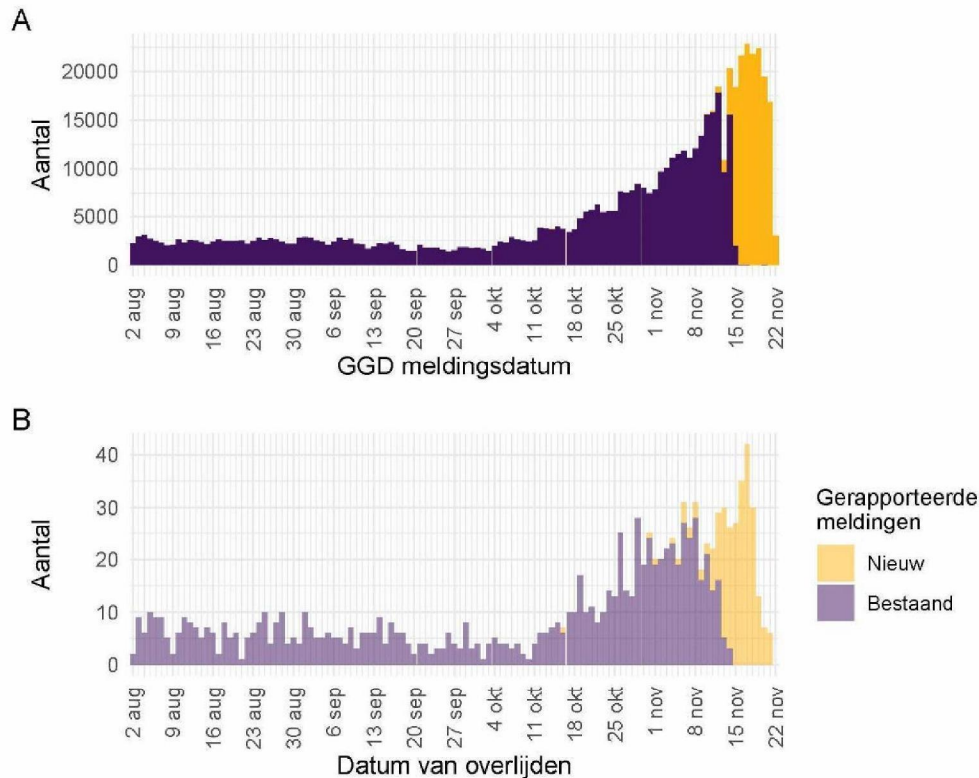 A
Aantal
20000
15000
10000
5000
0
2 aug
9 aug
16 aug
23 aug
30 aug
6 sep
13 sep
20 sep
27 sep
4 okt
11 okt
18 okt
25 okt
1 nov
8 nov
15 nov
22 nov
GGD meldingsdatum
B
Aantal
40
30
20
10
0
2 aug
9 aug
16 aug
23 aug
30 aug
6 sep
13 sep
20 sep
27 sep
4 okt
11 okt
18 okt
25 okt
1 nov
8 nov
15 nov
22 nov
Datum van overlijden
Gerapporteerde
meldingen
Nieuw
Bestaand